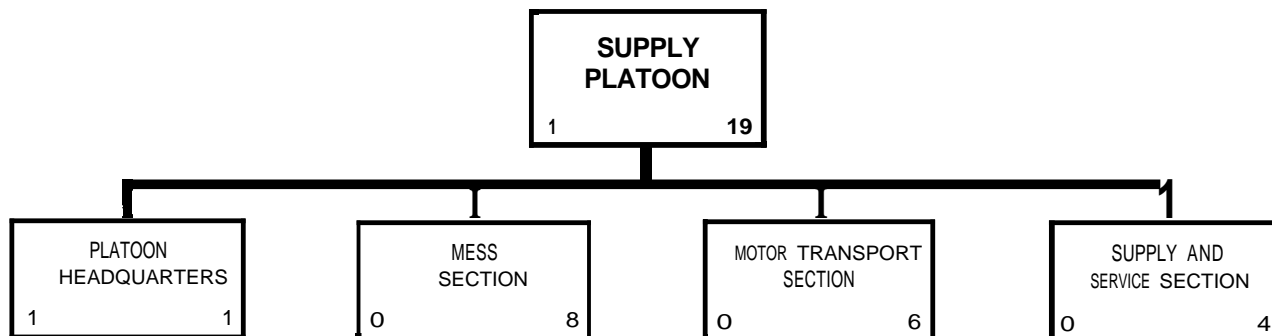 SUPPLY
PLATOON
1 19
PLATOON
HEADQUARTERS
1 1
MESS
SECTION
0 8
MOTOR TRANSPORT
SECTION
0 6
SUPPLY AND
SERVICE SECTION
0 4